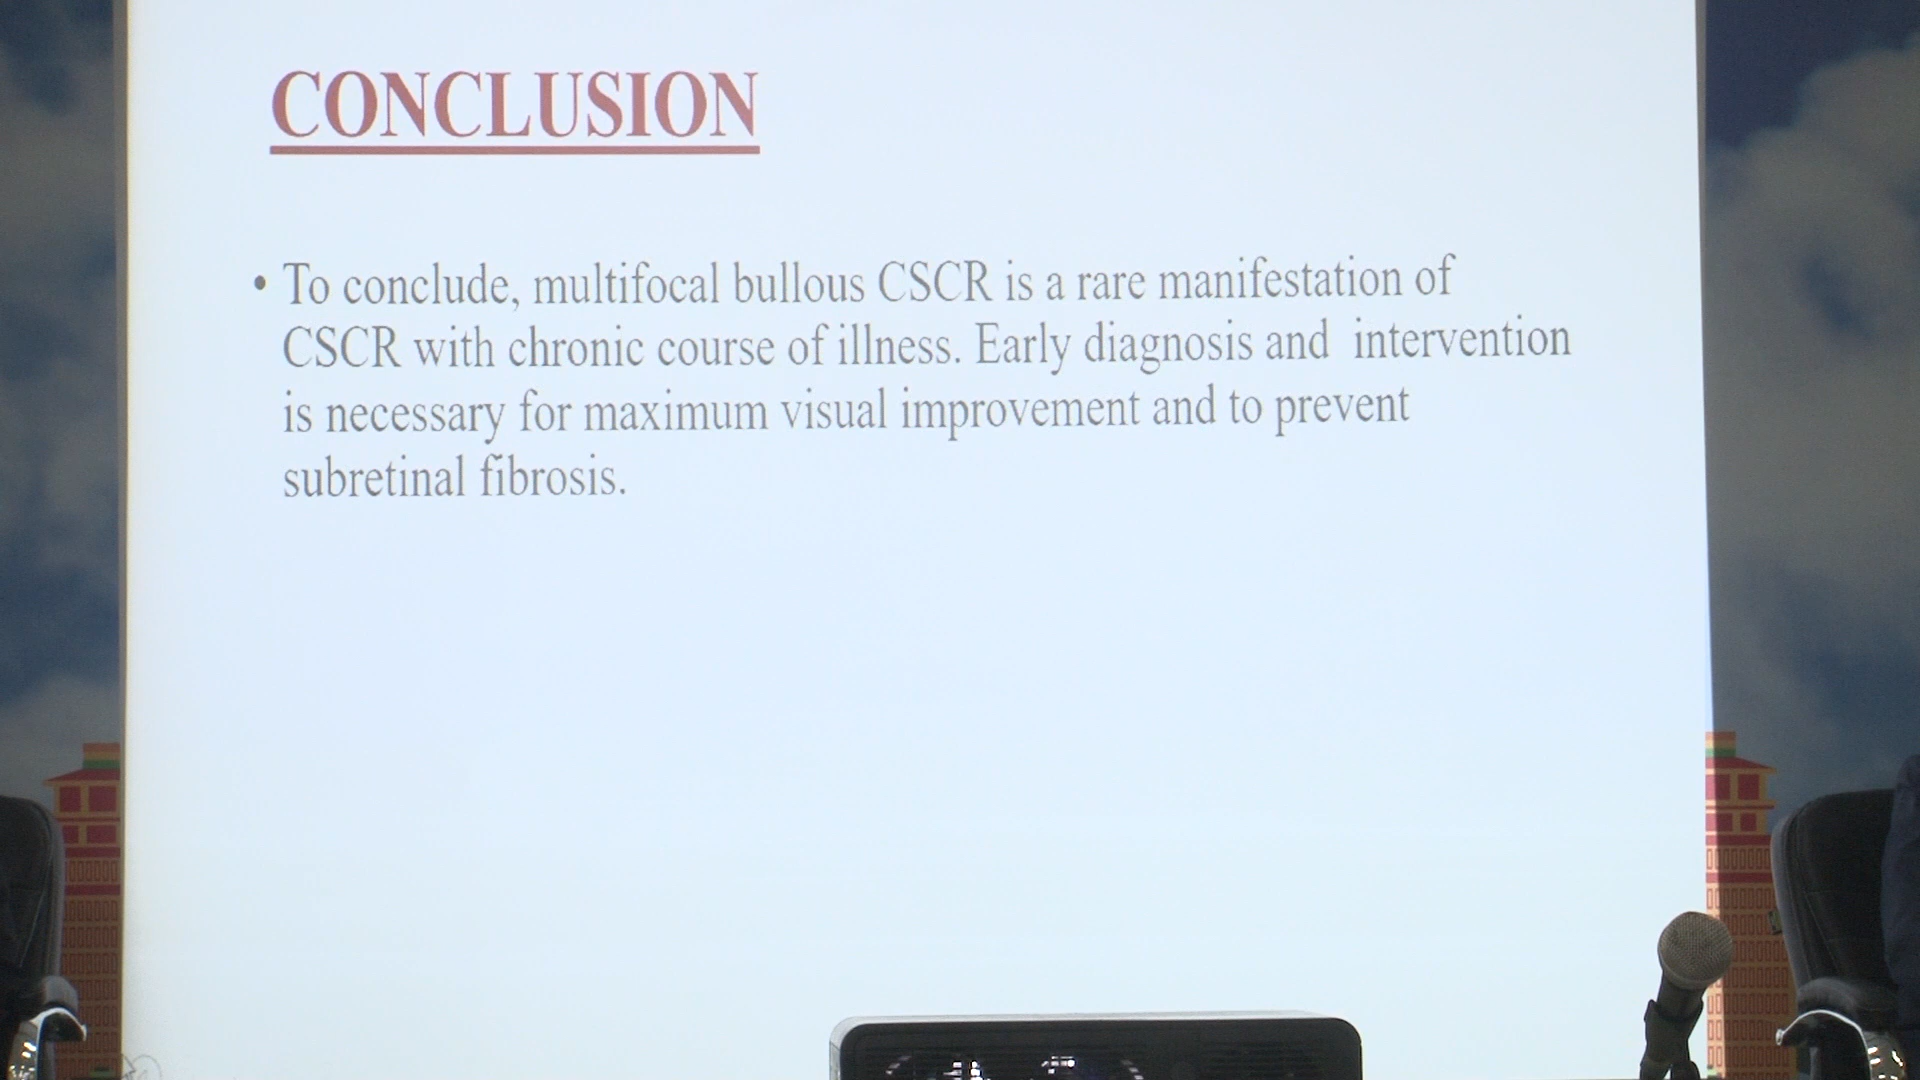 CONCLUSION
• To conclude, multifocal bullous CSCR is a rare manifestation of
CSCR with chronic course of illness. Early diagnosis and  intervention
is necessary for maximum visual improvement and to prevent
subretinal fibrosis.